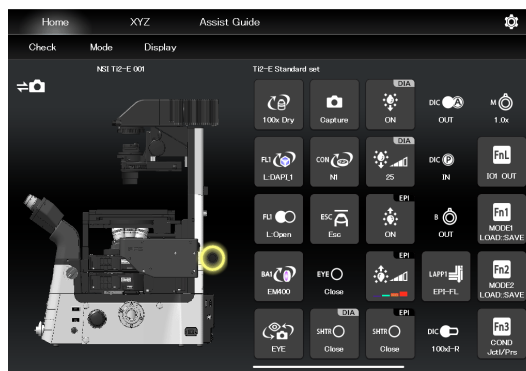 Home XYZ Assist Guide
Check Mode Display
NSI Ti2-E 001
Ti2-E Standard set
100x Dry
Capture
DIA
ON
DIC A
OUT
M
1.0x
FL1
L:DAPI_1
CON
N1
DIA
25
DIC P
IN
FnL
IO1 OUT
FL1
L:Open
ESC
Esc
EPI
ON
B
OUT
Fn1
MODE1
LOAD::SAVE
BA1
EM400
EYE
Close
EPI
LAPP1
EPI-FL
Fn2
MODE2
LOAD::SAVE
EYE
DIA
SHTR
Close
EPI
SHTR
Close
DIC
100xI-R
Fn3
COND
Jctl/Prs